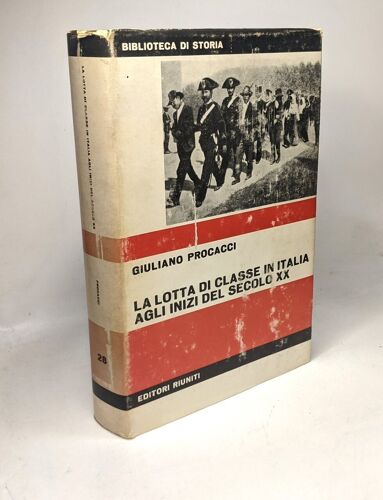 BIBLIOTECA DI STORIA
GIULIANO PROCACCI
LA LOTTA DI CLASSE IN ITALIA
AGLI INIZI DEL SECOLO XX
EDITORI RIUNITI
LA LOTTA DI CLASSE IN ITALIA AGLI INIZI DEL SECOLO XX
PROCACCI
28